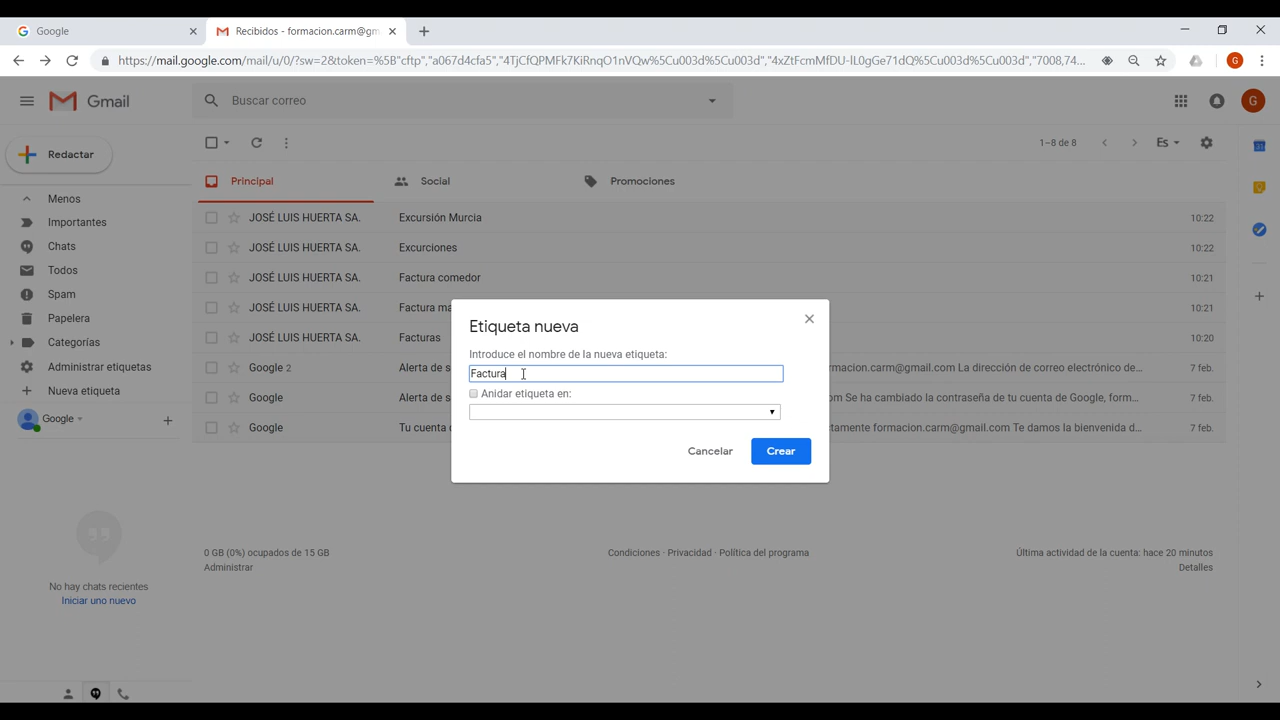 Google
Recibidos - formacion.carm@gm
https://mail.google.com/mail/u/0/?sw=2&token=%5B"cftp","a067d4cfa5","4TjCfQPMFk7KiRnqO1nVQw%5Cu003d%5Cu003d","4xZtFcmMfDU-lL0gGe71dQ%5Cu003d%5Cu003d","7008,74...
G
Gmail
Buscar correo
G
Redactar
1–8 de 8
Es
Principal
Social
Promociones
Menos
Importantes
Chats
Todos
Spam
Papelera
Categorías
Administrar etiquetas
Nueva etiqueta
Google
JOSÉ LUIS HUERTA SA. Excursión Murcia 10:22
JOSÉ LUIS HUERTA SA. Excurciones 10:22
JOSÉ LUIS HUERTA SA. Factura comedor 10:21
JOSÉ LUIS HUERTA SA. Factura ma 10:21
JOSÉ LUIS HUERTA SA. Facturas 10:20
Google 2 Alerta de s rmacion.carm@gmail.com La dirección de correo electrónico de... 7 feb.
Google Alerta de s om Se ha cambiado la contraseña de tu cuenta de Google, form... 7 feb.
Google Tu cuenta tamente formacion.carm@gmail.com Te damos la bienvenida d... 7 feb.
Etiqueta nueva
Introduce el nombre de la nueva etiqueta:
Factura
Anidar etiqueta en:
Cancelar
Crear
No hay chats recientes
Iniciar uno nuevo
0 GB (0%) ocupados de 15 GB
Administrar
Condiciones · Privacidad · Política del programa
Última actividad de la cuenta: hace 20 minutos
Detalles